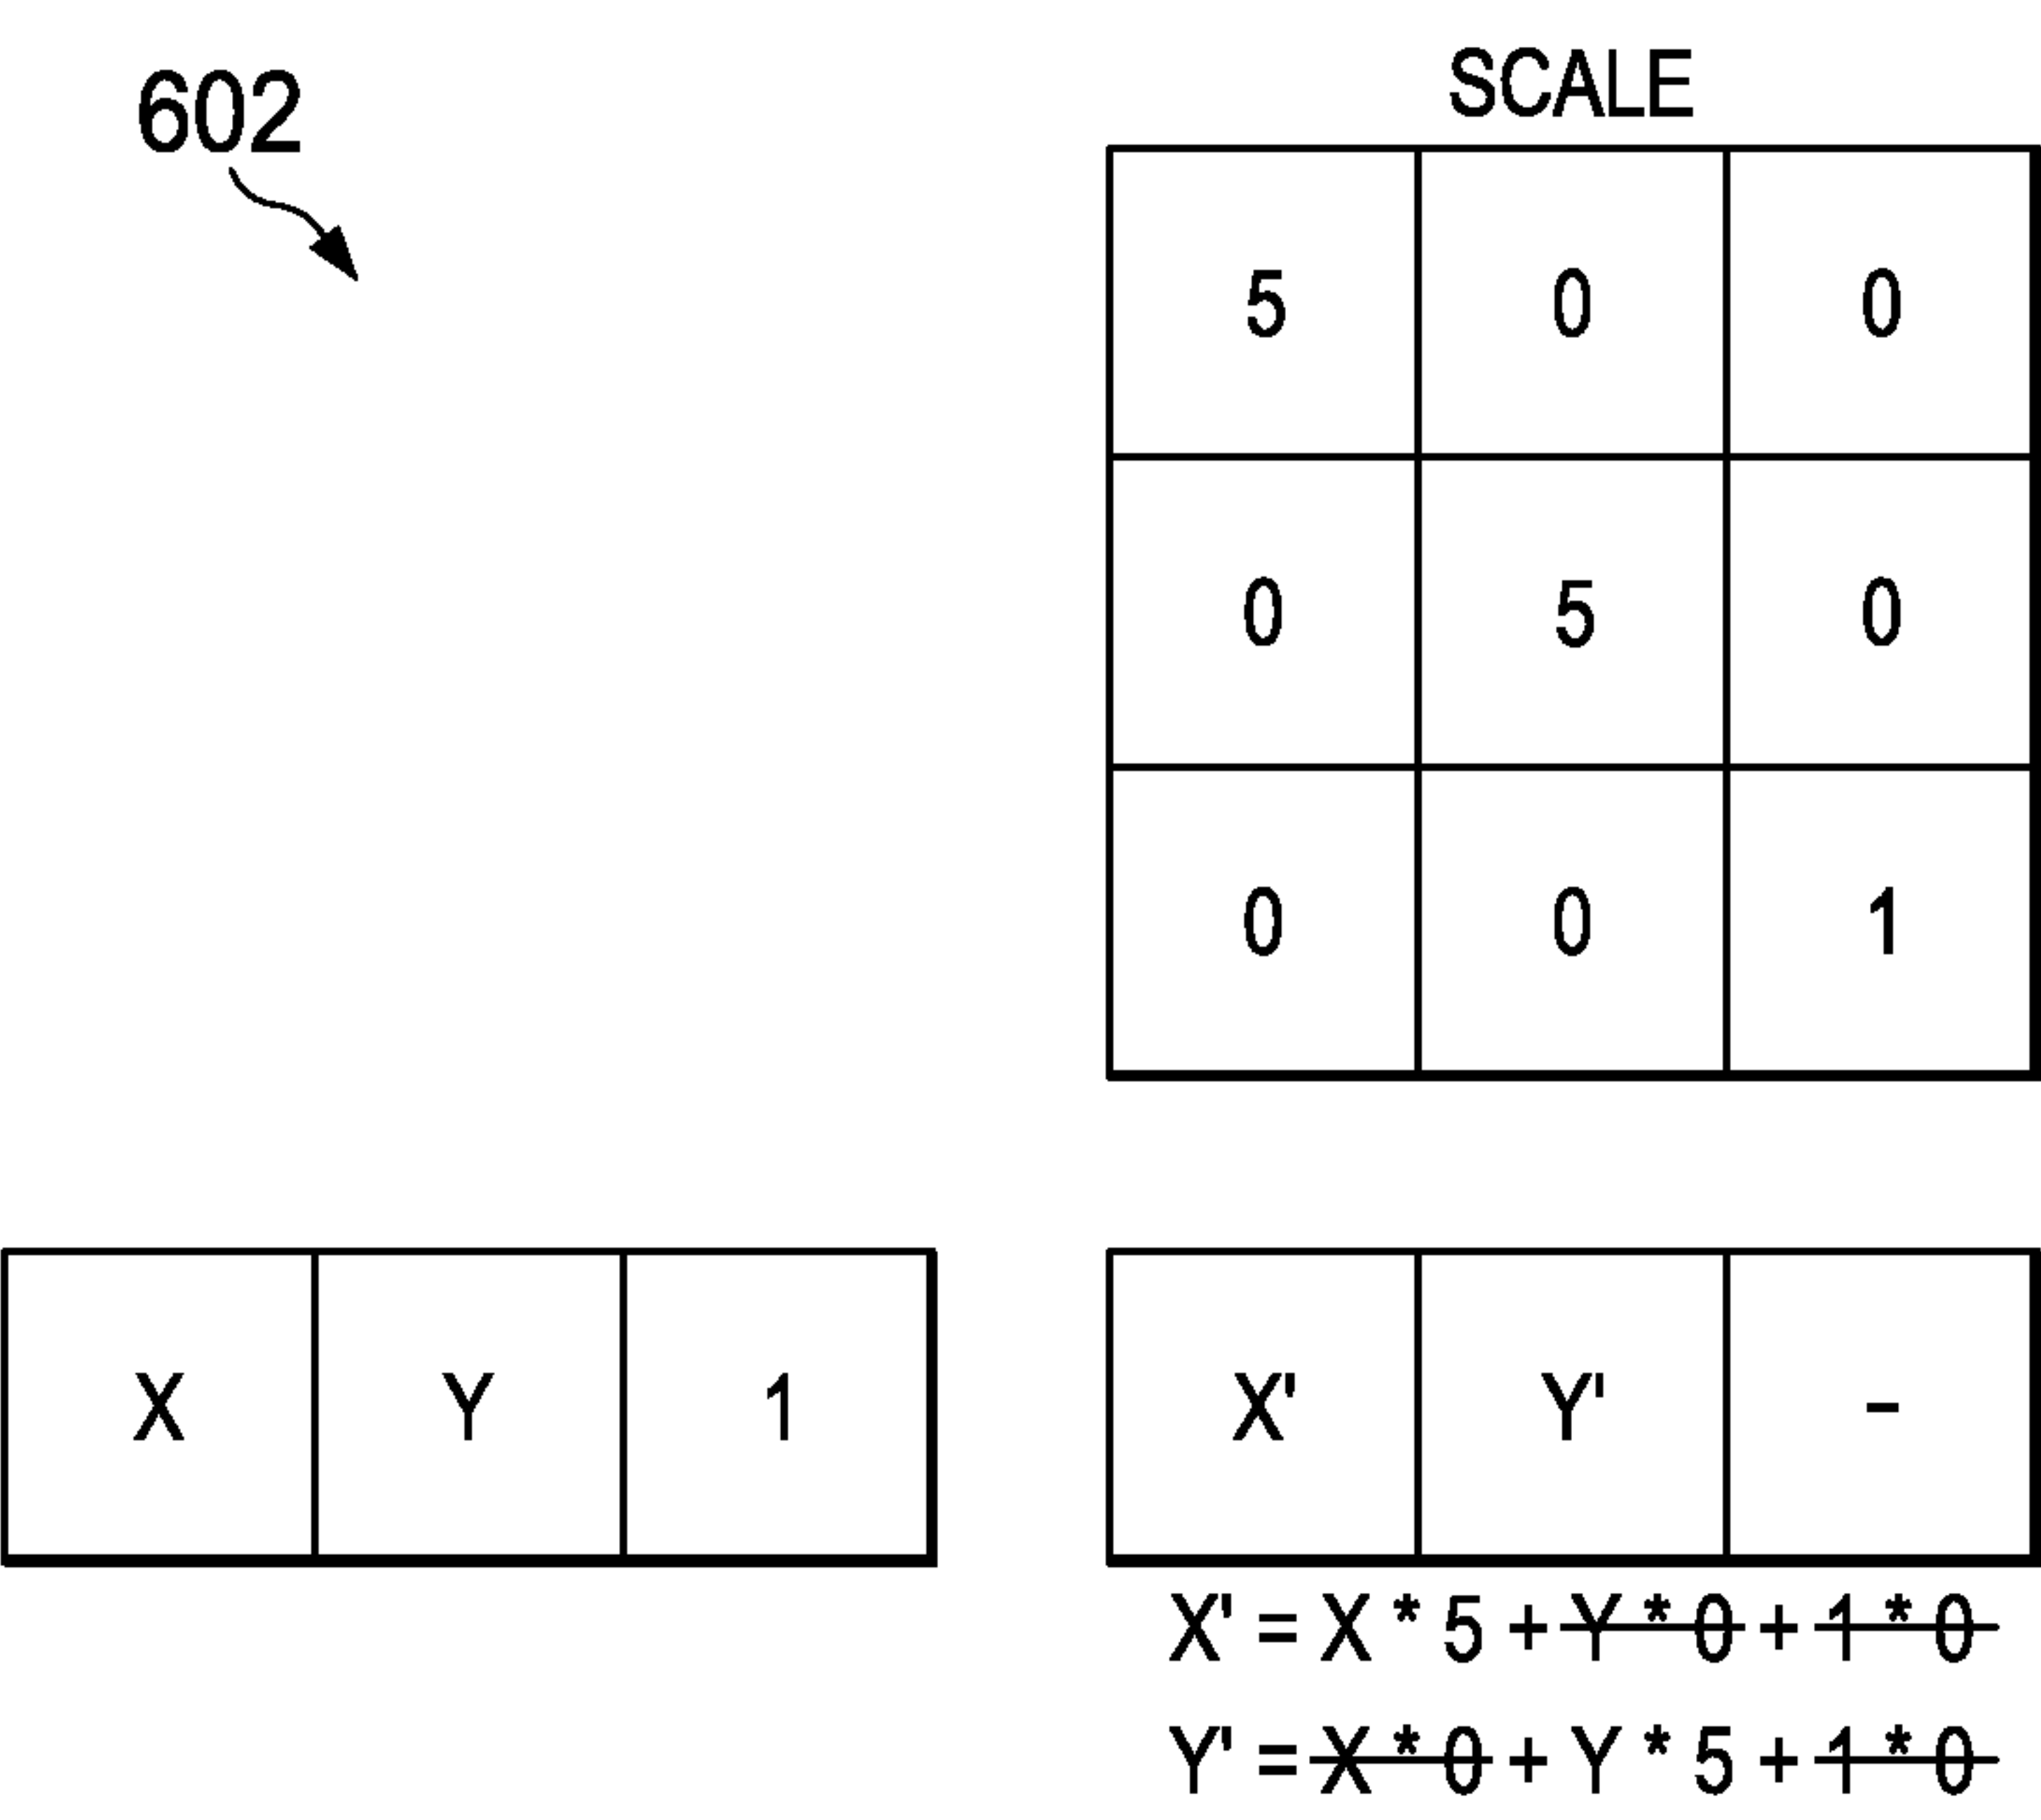 602
SCALE
5 0 0
0 5 0
0 0 1
X Y 1
X' Y' -
X' = X * 5 + Y * 0 + 1 * 0
Y' = X * 0 + Y * 5 + 1 * 0